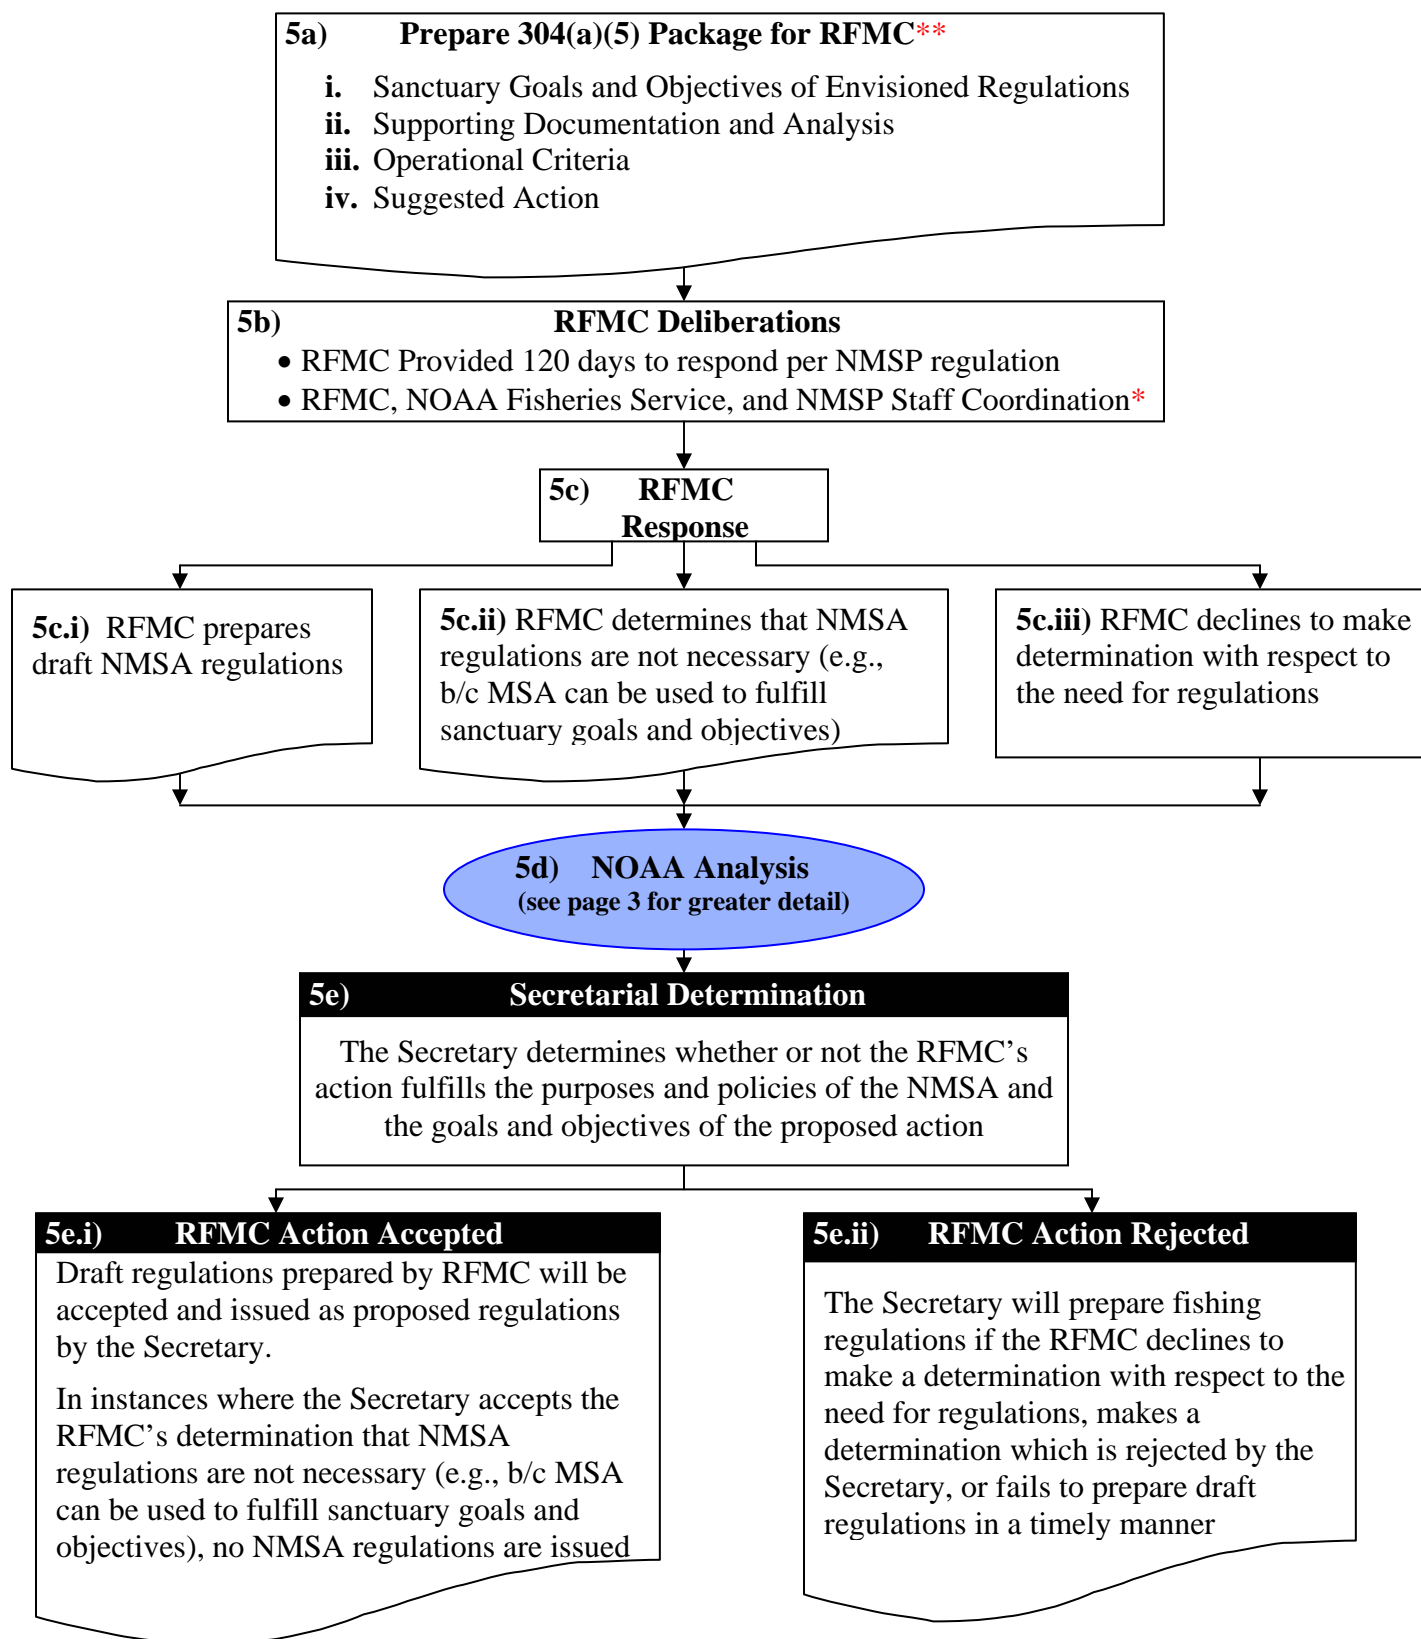 5a) Prepare 304(a)(5) Package for RFMC**
i. Sanctuary Goals and Objectives of Envisioned Regulations
ii. Supporting Documentation and Analysis
iii. Operational Criteria
iv. Suggested Action
5b) RFMC Deliberations
• RFMC Provided 120 days to respond per NMSP regulation
• RFMC, NOAA Fisheries Service, and NMSP Staff Coordination*
5c) RFMC
Response
5c.i) RFMC prepares
draft NMSA regulations
5c.ii) RFMC determines that NMSA
regulations are not necessary (e.g.,
b/c MSA can be used to fulfill
sanctuary goals and objectives)
5c.iii) RFMC declines to make
determination with respect to
the need for regulations
5d) NOAA Analysis
(see page 3 for greater detail)
5e) Secretarial Determination
The Secretary determines whether or not the RFMC’s
action fulfills the purposes and policies of the NMSA and
the goals and objectives of the proposed action
5e.i) RFMC Action Accepted
Draft regulations prepared by RFMC will be
accepted and issued as proposed regulations
by the Secretary.
In instances where the Secretary accepts the
RFMC’s determination that NMSA
regulations are not necessary (e.g., b/c MSA
can be used to fulfill sanctuary goals and
objectives), no NMSA regulations are issued
5e.ii) RFMC Action Rejected
The Secretary will prepare fishing
regulations if the RFMC declines to
make a determination with respect to the
need for regulations, makes a
determination which is rejected by the
Secretary, or fails to prepare draft
regulations in a timely manner